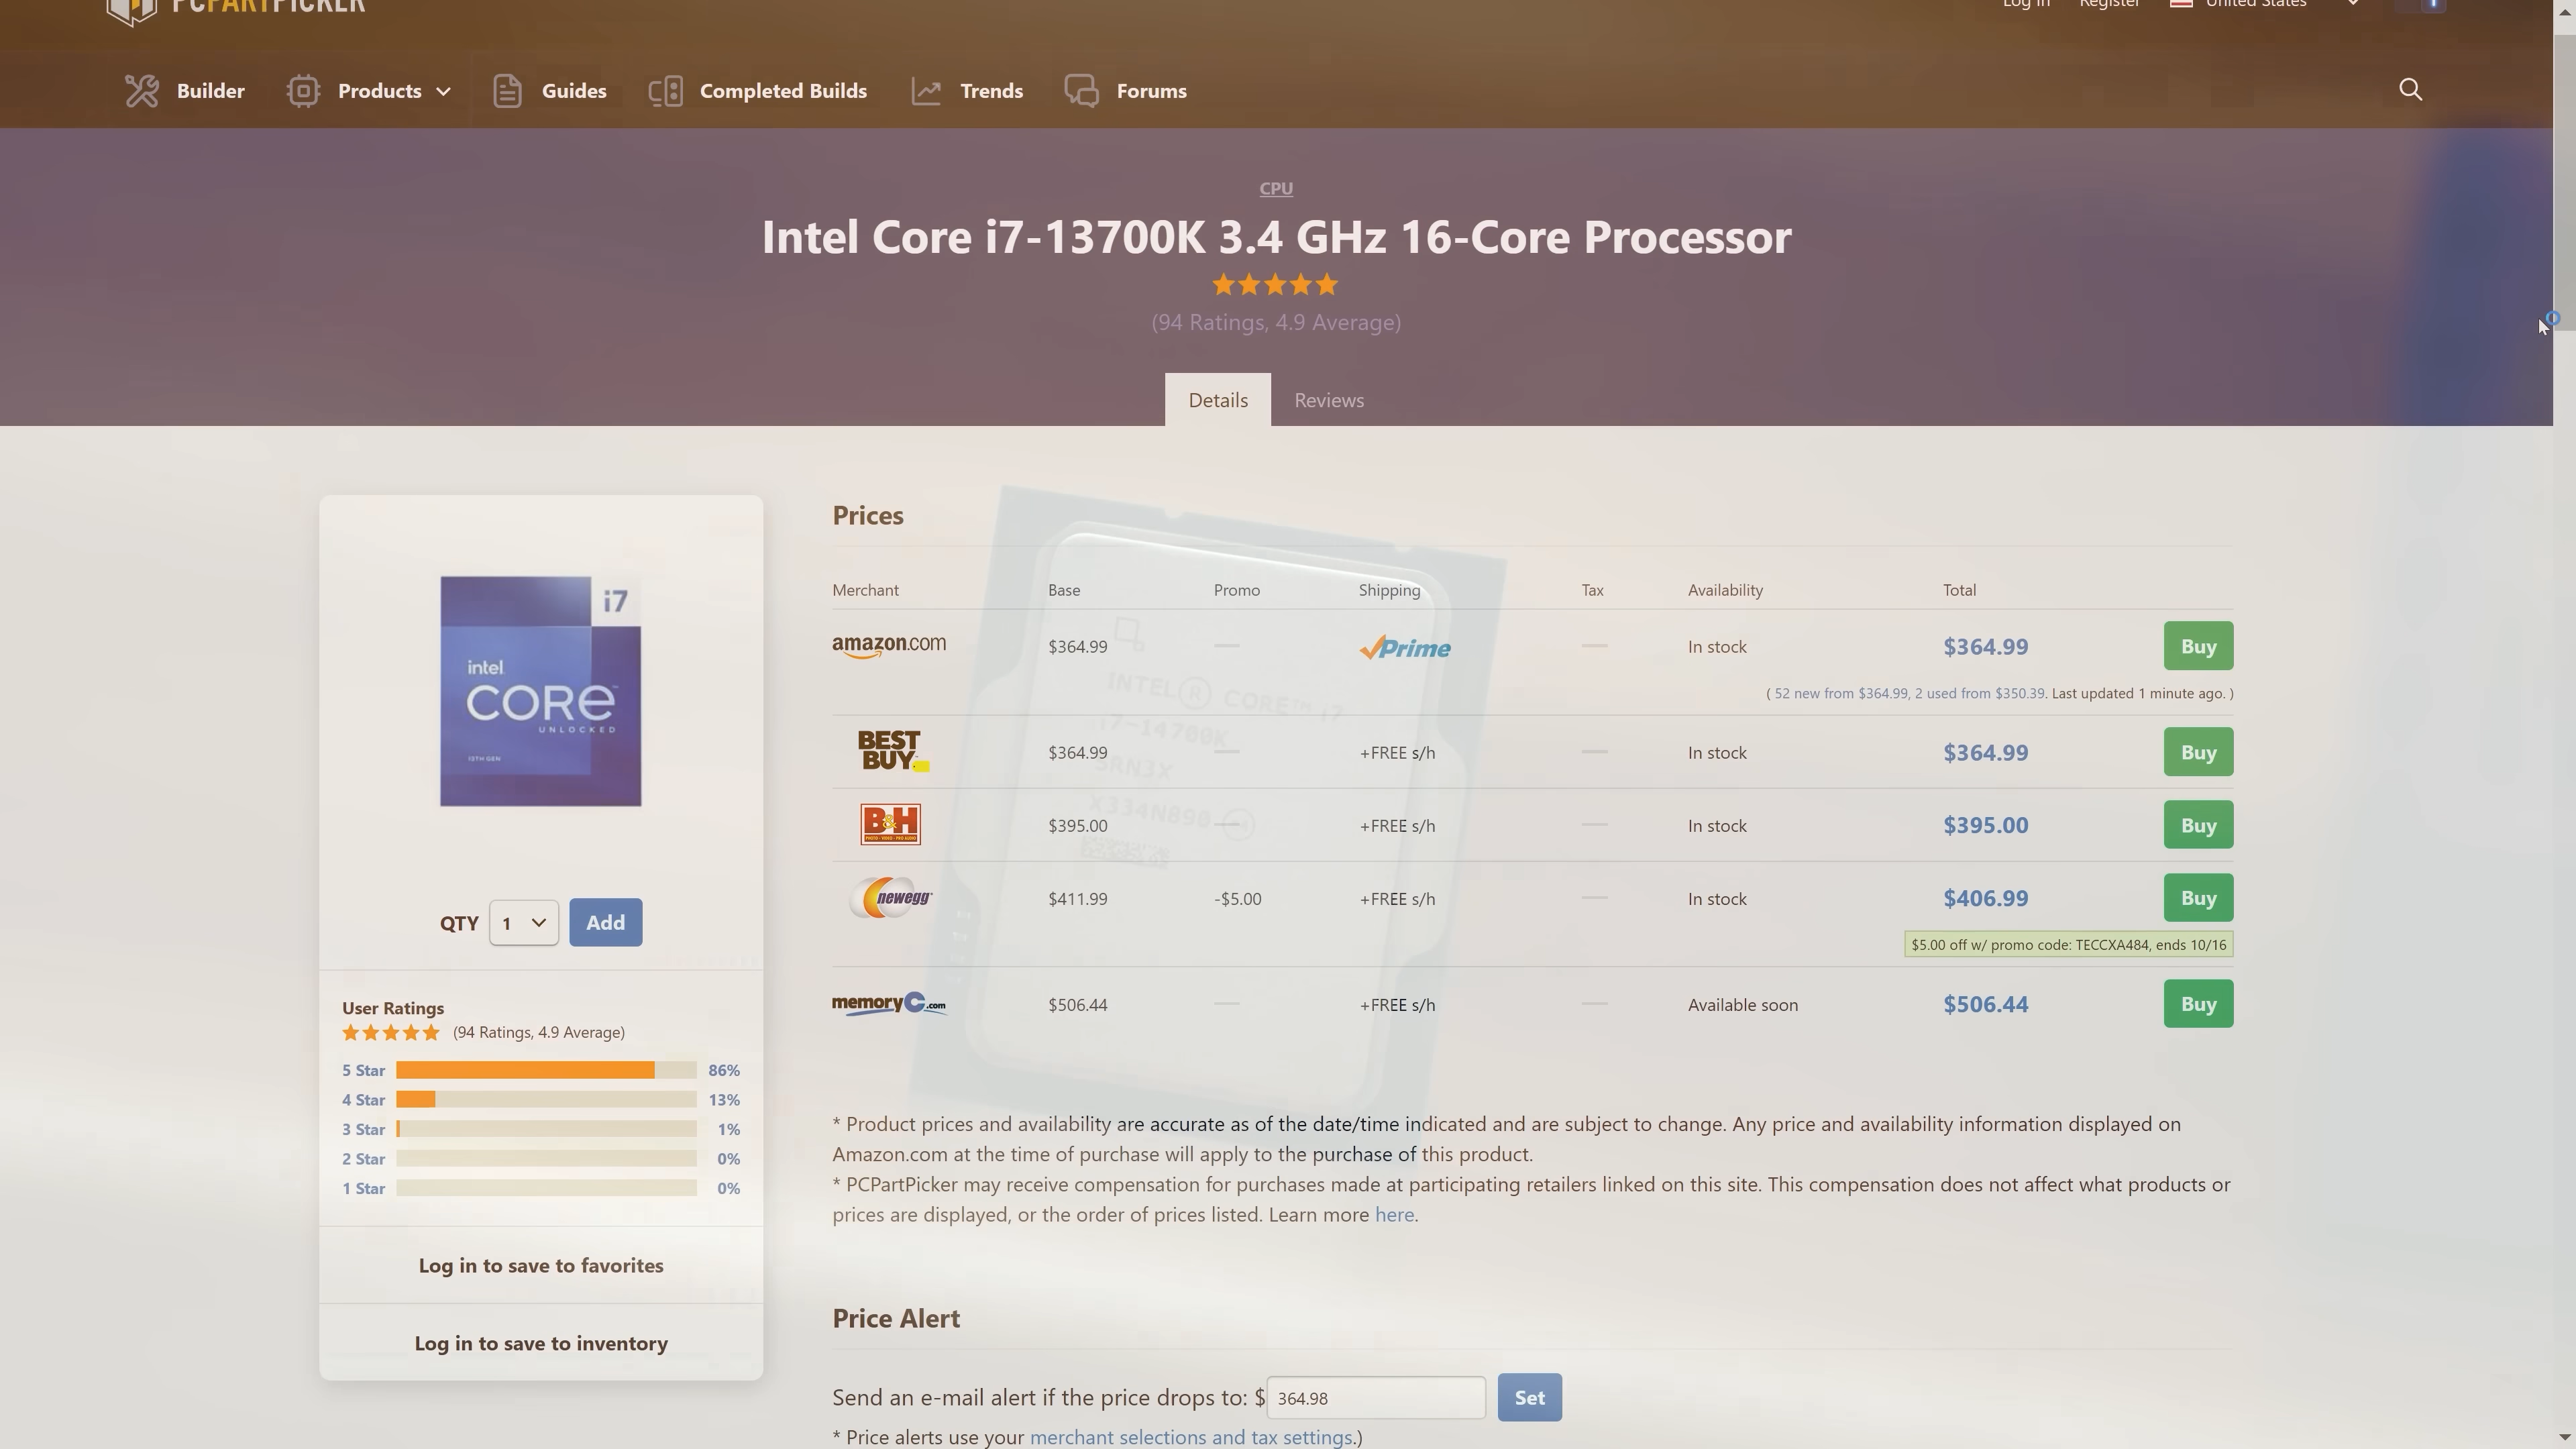 PCPARTPICKER
Log In Register United States
Builder Products Guides Completed Builds Trends Forums
CPU
Intel Core i7-13700K 3.4 GHz 16-Core Processor
(94 Ratings, 4.9 Average)
Details Reviews
i7
intel
CORE
UNLOCKED
13TH GEN
QTY 1 Add
User Ratings
(94 Ratings, 4.9 Average)
5 Star 86%
4 Star 13%
3 Star 1%
2 Star 0%
1 Star 0%
Log in to save to favorites
Log in to save to inventory
Prices
Merchant Base Promo Shipping Tax Availability Total
amazon.com $364.99 — Prime — In stock $364.99 Buy
( 52 new from $364.99, 2 used from $350.39. Last updated 1 minute ago. )
BEST BUY $364.99 — +FREE s/h — In stock $364.99 Buy
B&H PHOTO - VIDEO - PRO AUDIO $395.00 — +FREE s/h — In stock $395.00 Buy
newegg $411.99 -$5.00 +FREE s/h — In stock $406.99 Buy
$5.00 off w/ promo code: TECCXA484, ends 10/16
memoryC.com $506.44 — +FREE s/h — Available soon $506.44 Buy
INTEL® CORE™ i7
i7-14700K
SRN3X
* Product prices and availability are accurate as of the date/time indicated and are subject to change. Any price and availability information displayed on
Amazon.com at the time of purchase will apply to the purchase of this product.
* PCPartPicker may receive compensation for purchases made at participating retailers linked on this site. This compensation does not affect what products or
prices are displayed, or the order of prices listed. Learn more here.
Price Alert
Send an e-mail alert if the price drops to: $ 364.98 Set
* Price alerts use your merchant selections and tax settings.)